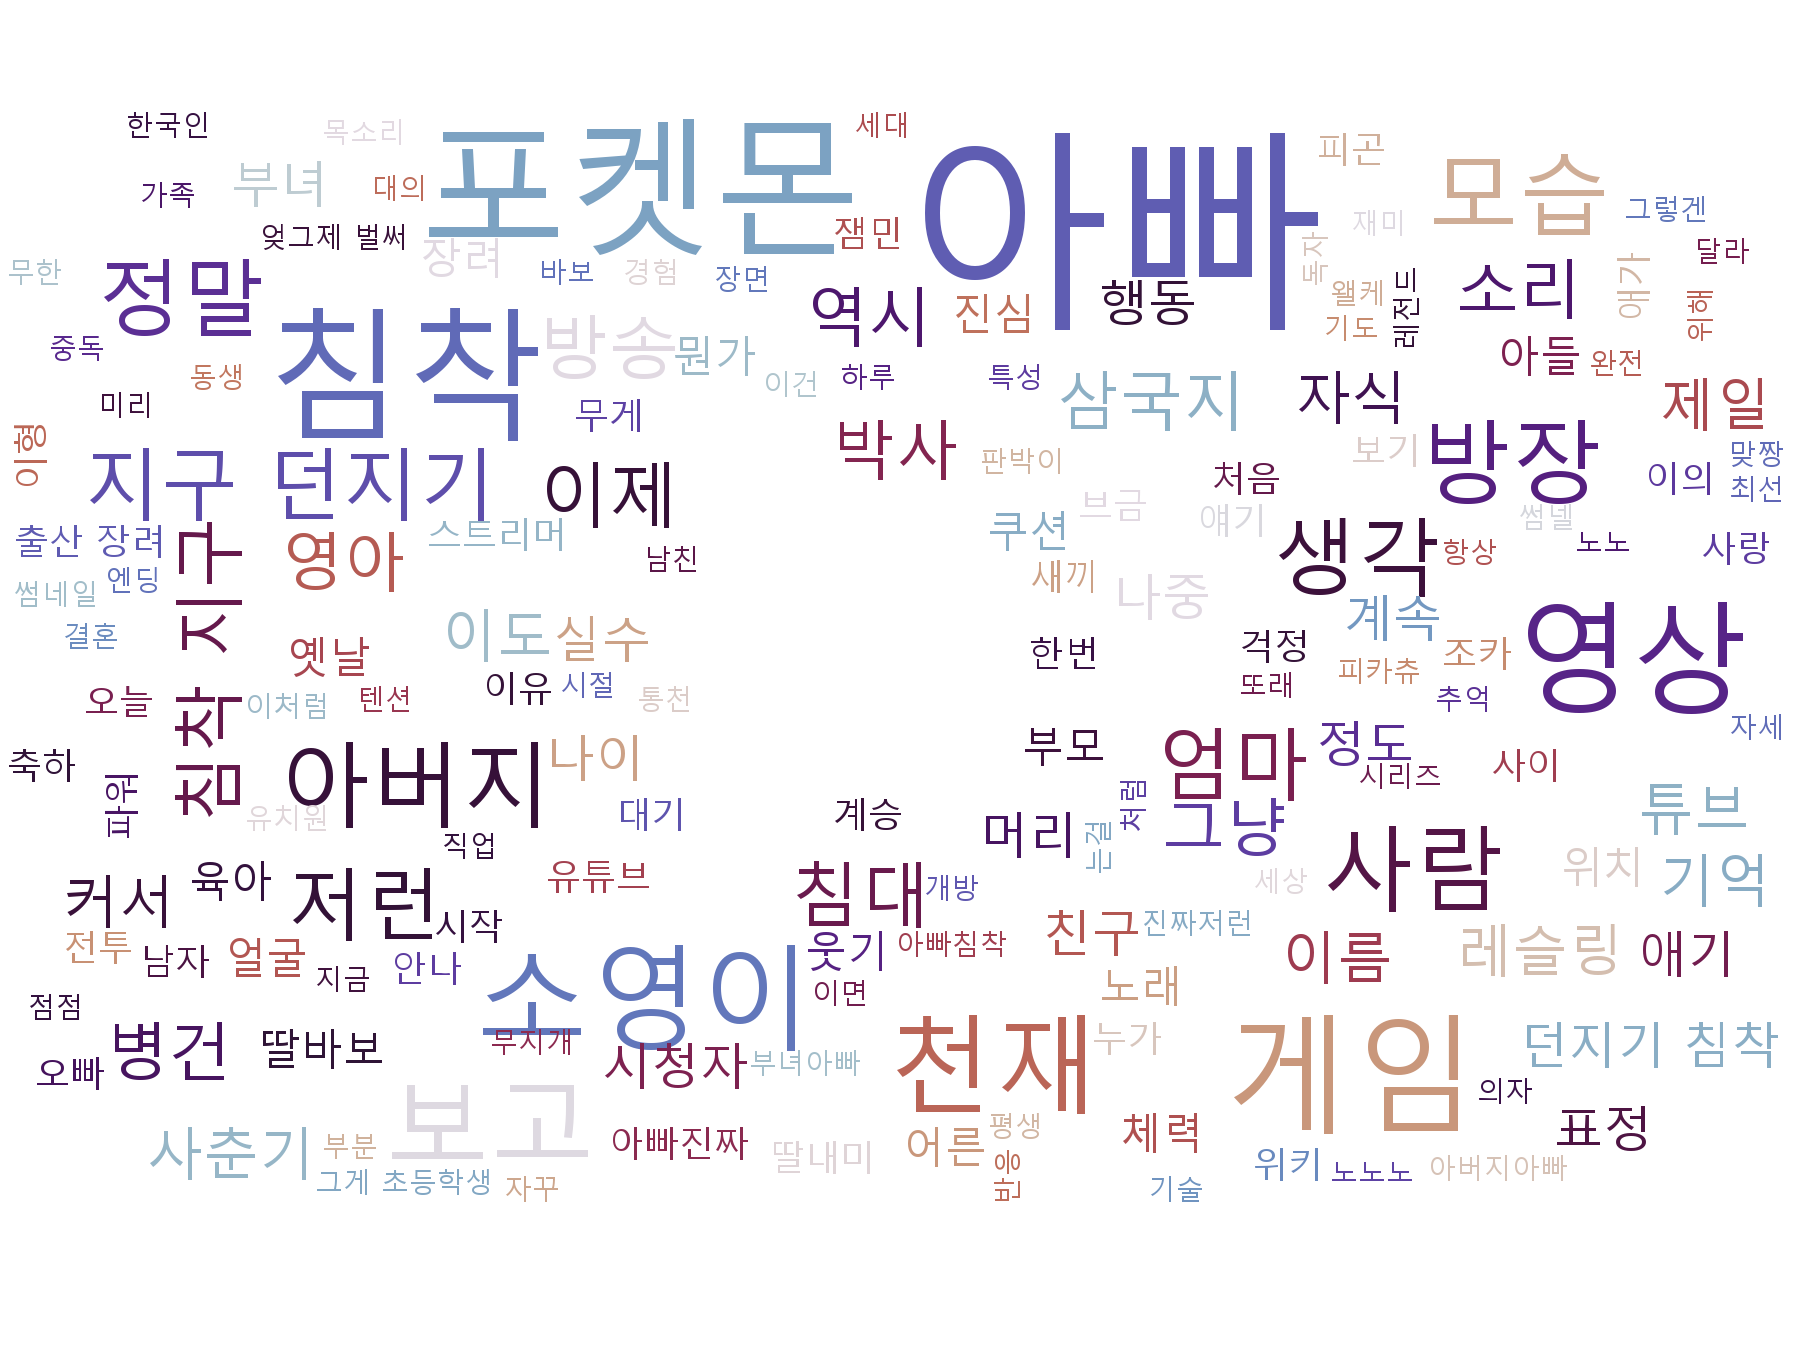 한국인
목소리
포켓몬
세대
아빠
피곤
모습
부녀
대의
가족
그렇겐
잼민
재미
엊그제 벌써
장려
독자
달라
무한
정말
바보
경험
장면
역시
진심
행동
왤케
레전드
소리
애가
위해
침착
방송
뭔가
기도
중독
아들
완전
동생
이건
하루
특성
삼국지
자식
제일
미리
무게
박사
판박이
보기
방장
맞짱
이형
지구
던지기
이제
처음
이의
최선
브금
얘기
썸넬
출산
장려
지구
영아
스트리머
남친
쿠션
생각
항상
노노
사랑
썸네일
엔딩
새끼
나중
결혼
이도
실수
계속
영상
옛날
한번
걱정
조카
오늘
침착
이처럼
텐션
이유
시절
통천
피카츄
또래
추억
자세
축하
파워
아버지
나이
부모
엄마
정도
시리즈
사이
유치원
대기
계승
머리
처럼
그냥
튜브
직업
는걸
사람
커서
육아
저런
유튜브
침대
개방
세상
위치
기억
시작
전투
남자
얼굴
지금
안나
소영이
웃기
아빠침착
친구
진짜저런
이름
레슬링
애기
점점
이면
노래
오빠
병건
딸바보
무지개
시청자
부녀아빠
천재
누가
게임
던지기 침착
의자
보고
사춘기
부분
아빠진짜
딸내미
어른
평생
체력
표정
그게
초등학생
자꾸
반응
기술
위키
노노노
아버지아빠